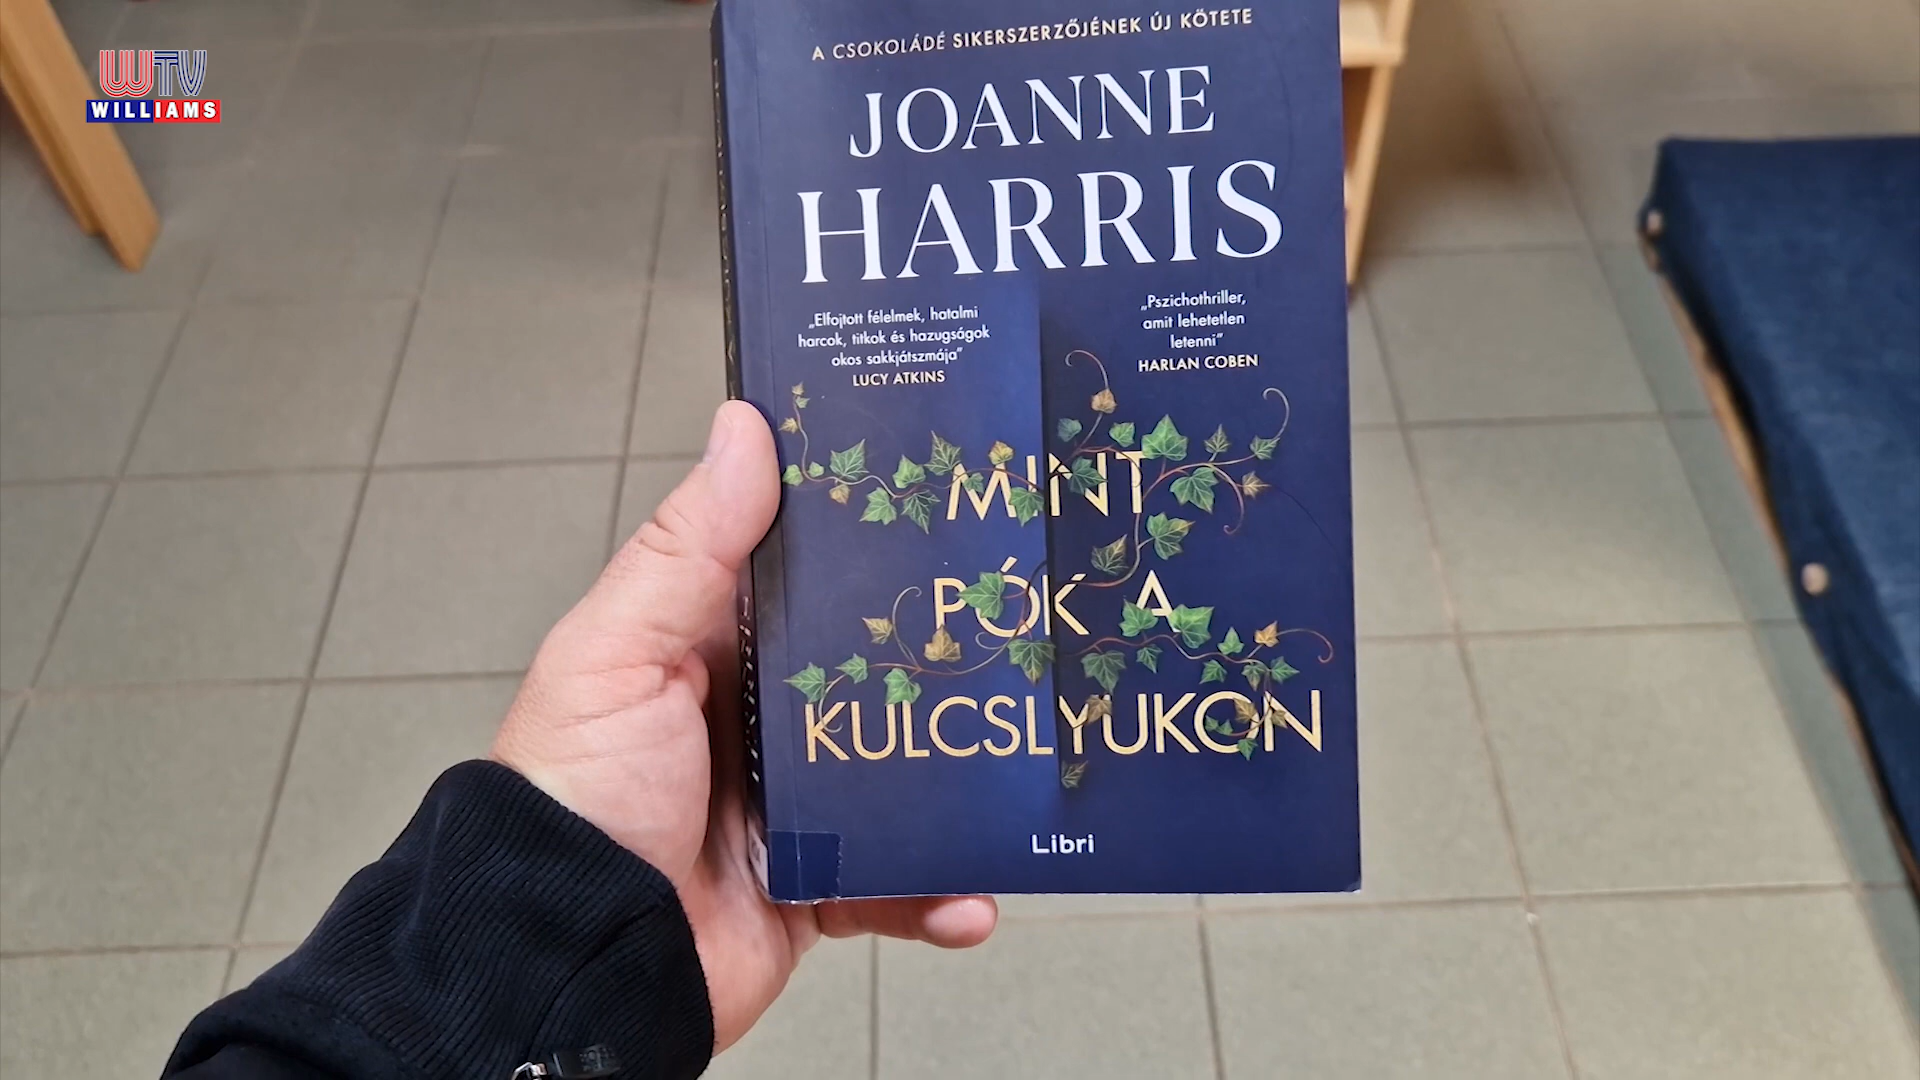 WTV
WILLIAMS
A CSOKOLÁDÉ SIKERSZERZŐJÉNEK ÚJ KÖTETE
JOANNE
HARRIS
„Elfojtott félelmek, hatalmi
harcok, titkok és hazugságok
okos sakkjátszmája”
LUCY ATKINS
„Pszichothriller,
amit lehetetlen
letenni”
HARLAN COBEN
MINT
PÓK A
KULCSLYUKON
Libri